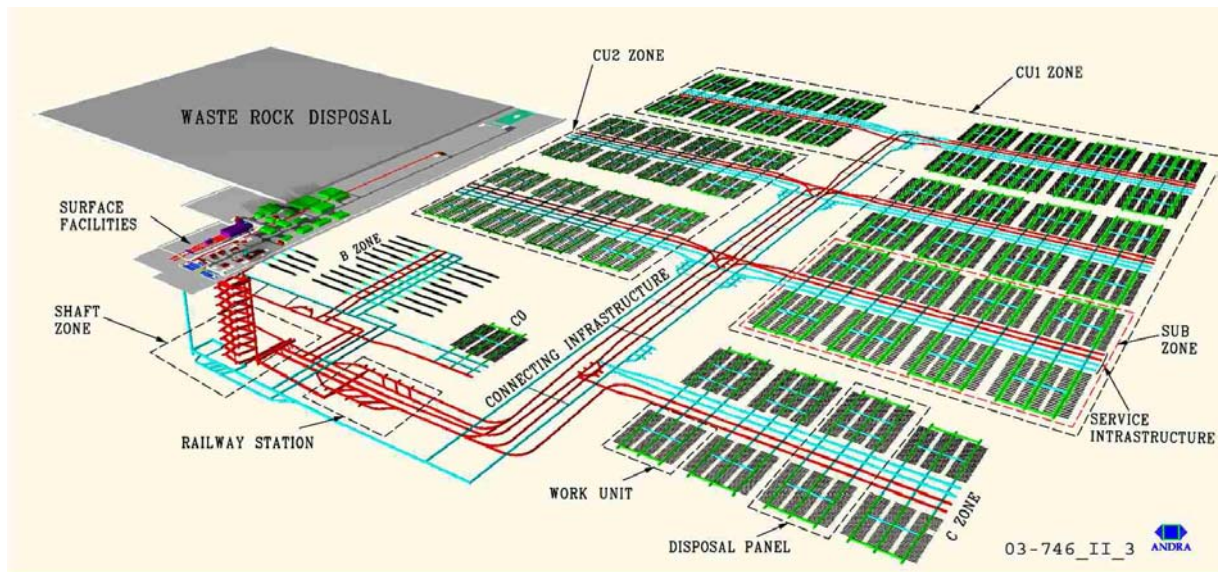 CU2 ZONE
CU1 ZONE
WASTE ROCK DISPOSAL
SURFACE
FACILITIES
B ZONE
SHAFT
ZONE
C0
CONNECTING INFRASTRUCTURE
SUB
ZONE
RAILWAY STATION
SERVICE
INTRASTRUCTURE
WORK UNIT
DISPOSAL PANEL
C ZONE
03-746_II_3
ANDRA